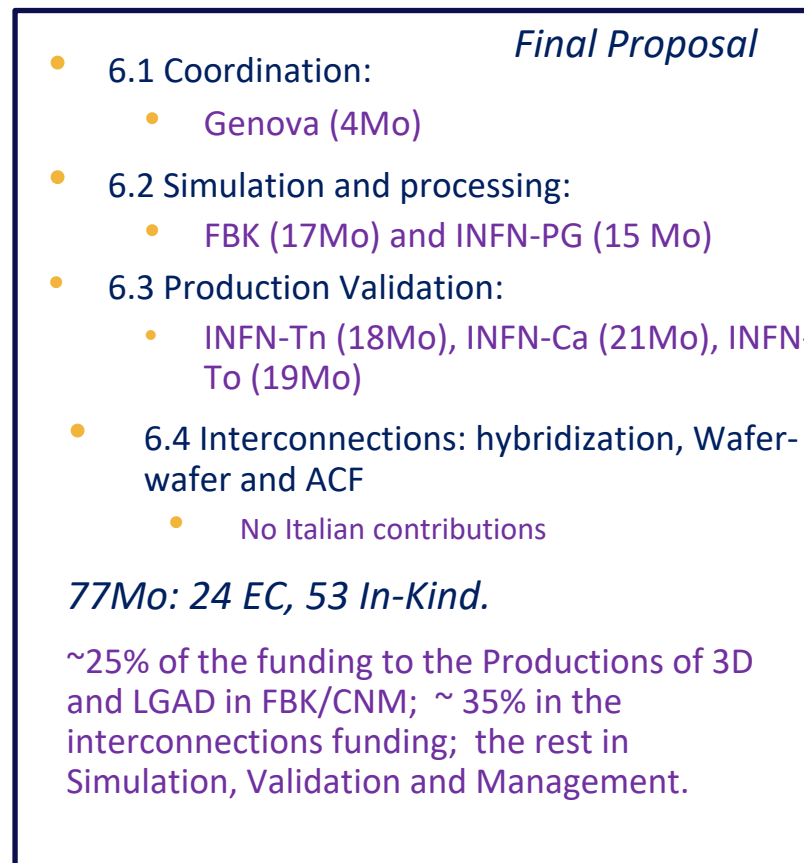 Final Proposal
• 6.1 Coordination:
• Genova (4Mo)
• 6.2 Simulation and processing:
• FBK (17Mo) and INFN-PG (15 Mo)
• 6.3 Production Validation:
• INFN-Tn (18Mo), INFN-Ca (21Mo), INFN-
To (19Mo)
• 6.4 Interconnections: hybridization, Wafer-
wafer and ACF
• No Italian contributions
77Mo: 24 EC, 53 In-Kind.
~25% of the funding to the Productions of 3D
and LGAD in FBK/CNM; ~ 35% in the
interconnections funding; the rest in
Simulation, Validation and Management.